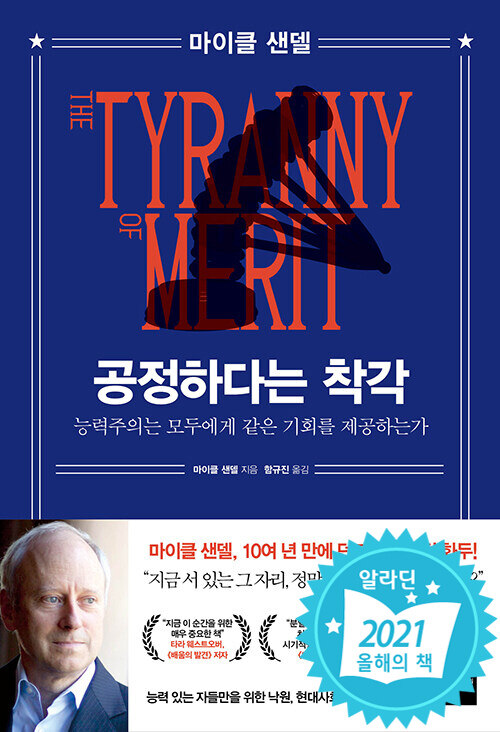 마이클 샌델
THE
TYRANNY
OF
MERIT
공정하다는 착각
능력주의는 모두에게 같은 기회를 제공하는가
마이클 샌델 지음 함규진 옮김
마이클 샌델, 10여 년 만에 화두!
“지금 서 있는 그 자리,
“지금 이 순간을 위한
매우 중요한 책”
타라 웨스트오버,
《배움의 발견》 저자
능력 있는 자들만을 위한 낙원,
알라딘
2021
올해의 책